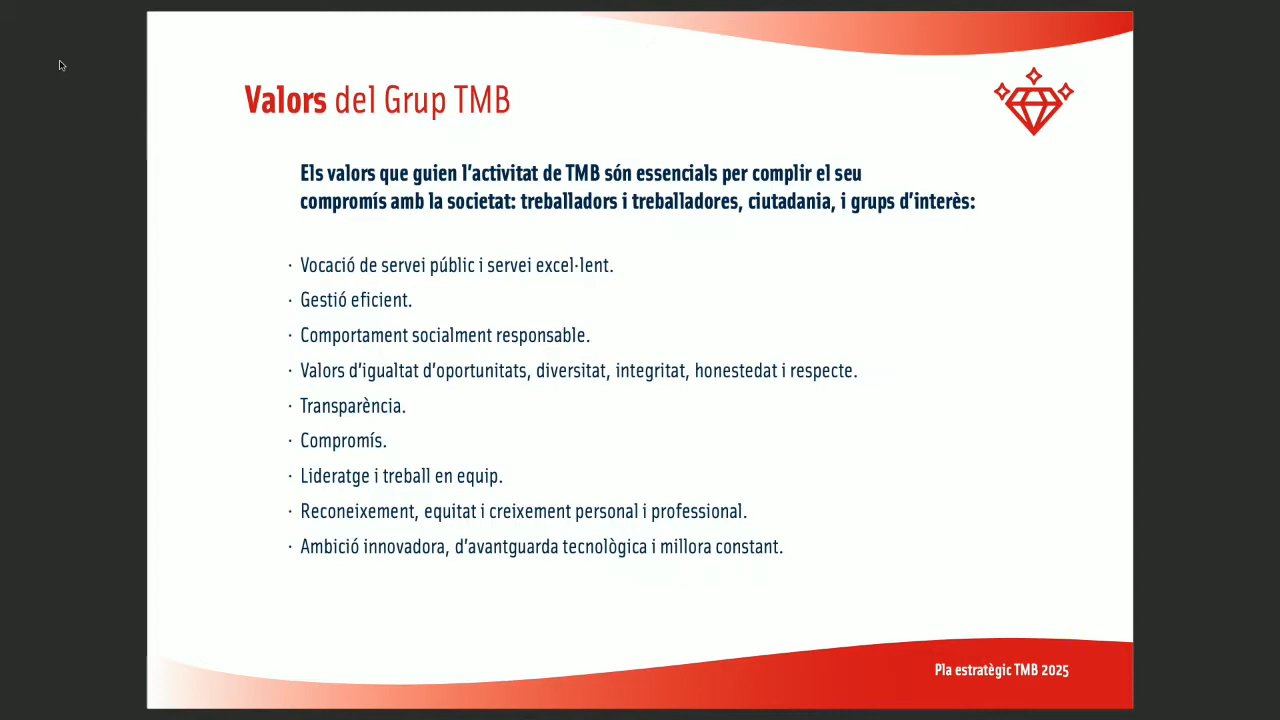 Valors del Grup TMB
Els valors que guien l'activitat de TMB són essencials per complir el seu
compromís amb la societat: treballadors i treballadores, ciutadania, i grups d'interès:
· Vocació de servei públic i servei excel·lent.
· Gestió eficient.
· Comportament socialment responsable.
· Valors d'igualtat d'oportunitats, diversitat, integritat, honestedat i respecte.
· Transparència.
· Compromís.
· Lideratge i treball en equip.
· Reconeixement, equitat i creixement personal i professional.
· Ambició innovadora, d'avantguarda tecnològica i millora constant.
Pla estratègic TMB 2025